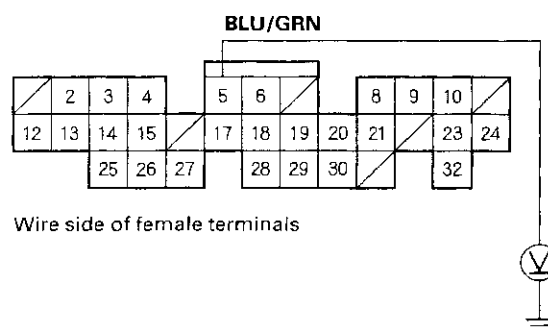 BLU/GRN
2 3 4 5 6 8 9 10
12 13 14 15 17 18 19 20 21 23 24
25 26 27 28 29 30 32
Wire side of female terminals
V